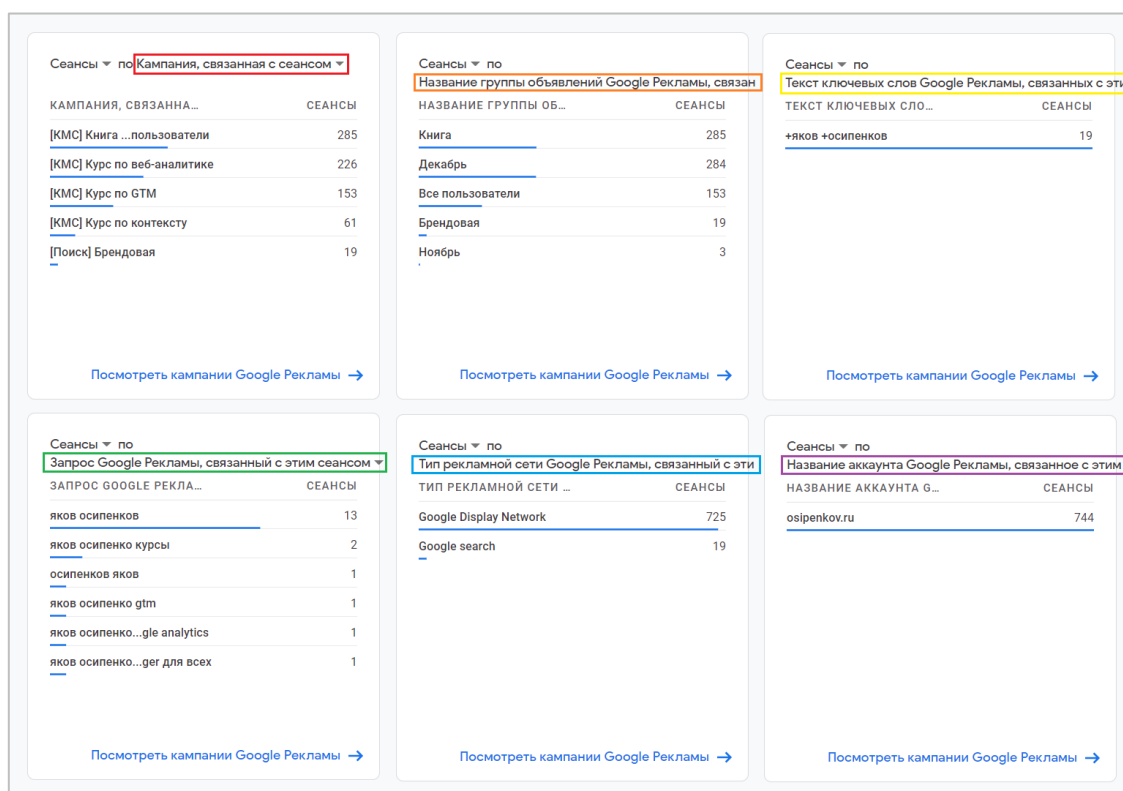 Сеансы по Кампания, связанная с сеансом
КАМПАНИЯ, СВЯЗАННА... СЕАНСЫ
[КМС] Книга ...пользователи 285
[КМС] Курс по веб-аналитике 226
[КМС] Курс по GTM 153
[КМС] Курс по контексту 61
[Поиск] Брендовая 19
Посмотреть кампании Google Рекламы →
Сеансы по
Название группы объявлений Google Рекламы, связан
НАЗВАНИЕ ГРУППЫ ОБ... СЕАНСЫ
Книга 285
Декабрь 284
Все пользователи 153
Брендовая 19
Ноябрь 3
Посмотреть кампании Google Рекламы →
Сеансы по
Текст ключевых слов Google Рекламы, связанных с эти
ТЕКСТ КЛЮЧЕВЫХ СЛО... СЕАНСЫ
+яков +осипенков 19
Посмотреть кампании Google Рекламы →
Сеансы по
Запрос Google Рекламы, связанный с этим сеансом
ЗАПРОС GOOGLE РЕКЛА... СЕАНСЫ
яков осипенков 13
яков осипенко курсы 2
осипенков яков 1
яков осипенко gtm 1
яков осипенко...gle analytics 1
яков осипенко...ger для всех 1
Посмотреть кампании Google Рекламы →
Сеансы по
Тип рекламной сети Google Рекламы, связанный с эти
ТИП РЕКЛАМНОЙ СЕТИ ... СЕАНСЫ
Google Display Network 725
Google search 19
Посмотреть кампании Google Рекламы →
Сеансы по
Название аккаунта Google Рекламы, связанное с этим
НАЗВАНИЕ АККАУНТА G... СЕАНСЫ
osipenkov.ru 744
Посмотреть кампании Google Рекламы →